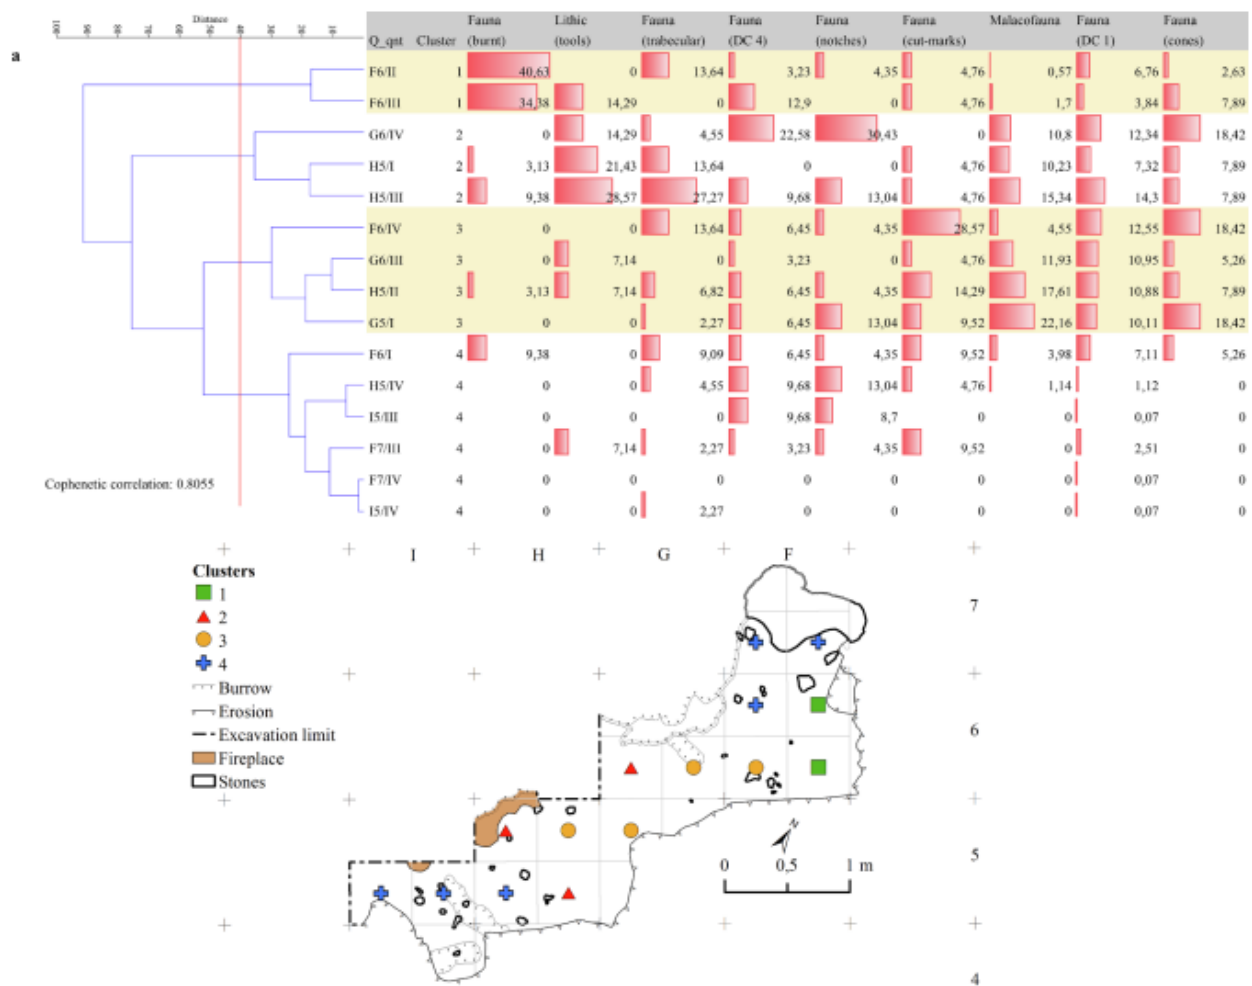 Distance
100 90 80 70 60 50 40 30 20 10
a
Fauna Lithic Fauna Fauna Fauna Fauna Malacofauna Fauna Fauna
Q_qnt Cluster (burnt) (tools) (trabecular) (DC 4) (notches) (cut-marks) (DC 1) (cones)
F6/II 1 40,63 0 13,64 3,23 4,35 4,76 0,57 6,76 2,63
F6/III 1 34,38 14,29 0 12,9 0 4,76 1,7 3,84 7,89
G6/IV 2 0 14,29 4,55 22,58 30,43 0 10,8 12,34 18,42
H5/I 2 3,13 21,43 13,64 0 0 4,76 10,23 7,32 7,89
H5/III 2 9,38 28,57 27,27 9,68 13,04 4,76 15,34 14,3 7,89
F6/IV 3 0 0 13,64 6,45 4,35 28,57 4,55 12,55 18,42
G6/III 3 0 7,14 0 3,23 0 4,76 11,93 10,95 5,26
H5/II 3 3,13 7,14 6,82 6,45 4,35 14,29 17,61 10,88 7,89
G5/I 3 0 0 2,27 6,45 13,04 9,52 22,16 10,11 18,42
F6/I 4 9,38 0 9,09 6,45 4,35 9,52 3,98 7,11 5,26
H5/IV 4 0 0 4,55 9,68 13,04 4,76 1,14 1,12 0
I5/III 4 0 0 0 9,68 8,7 0 0 0,07 0
F7/III 4 0 7,14 2,27 3,23 4,35 9,52 0 2,51 0
F7/IV 4 0 0 0 0 0 0 0 0,07 0
I5/IV 4 0 0 2,27 0 0 0 0 0,07 0
Cophenetic correlation: 0.8055
I H G F
Clusters
1
2
3
4
Burrow
Erosion
Excavation limit
Fireplace
Stones
7
6
5
4
N
0 0,5 1 m